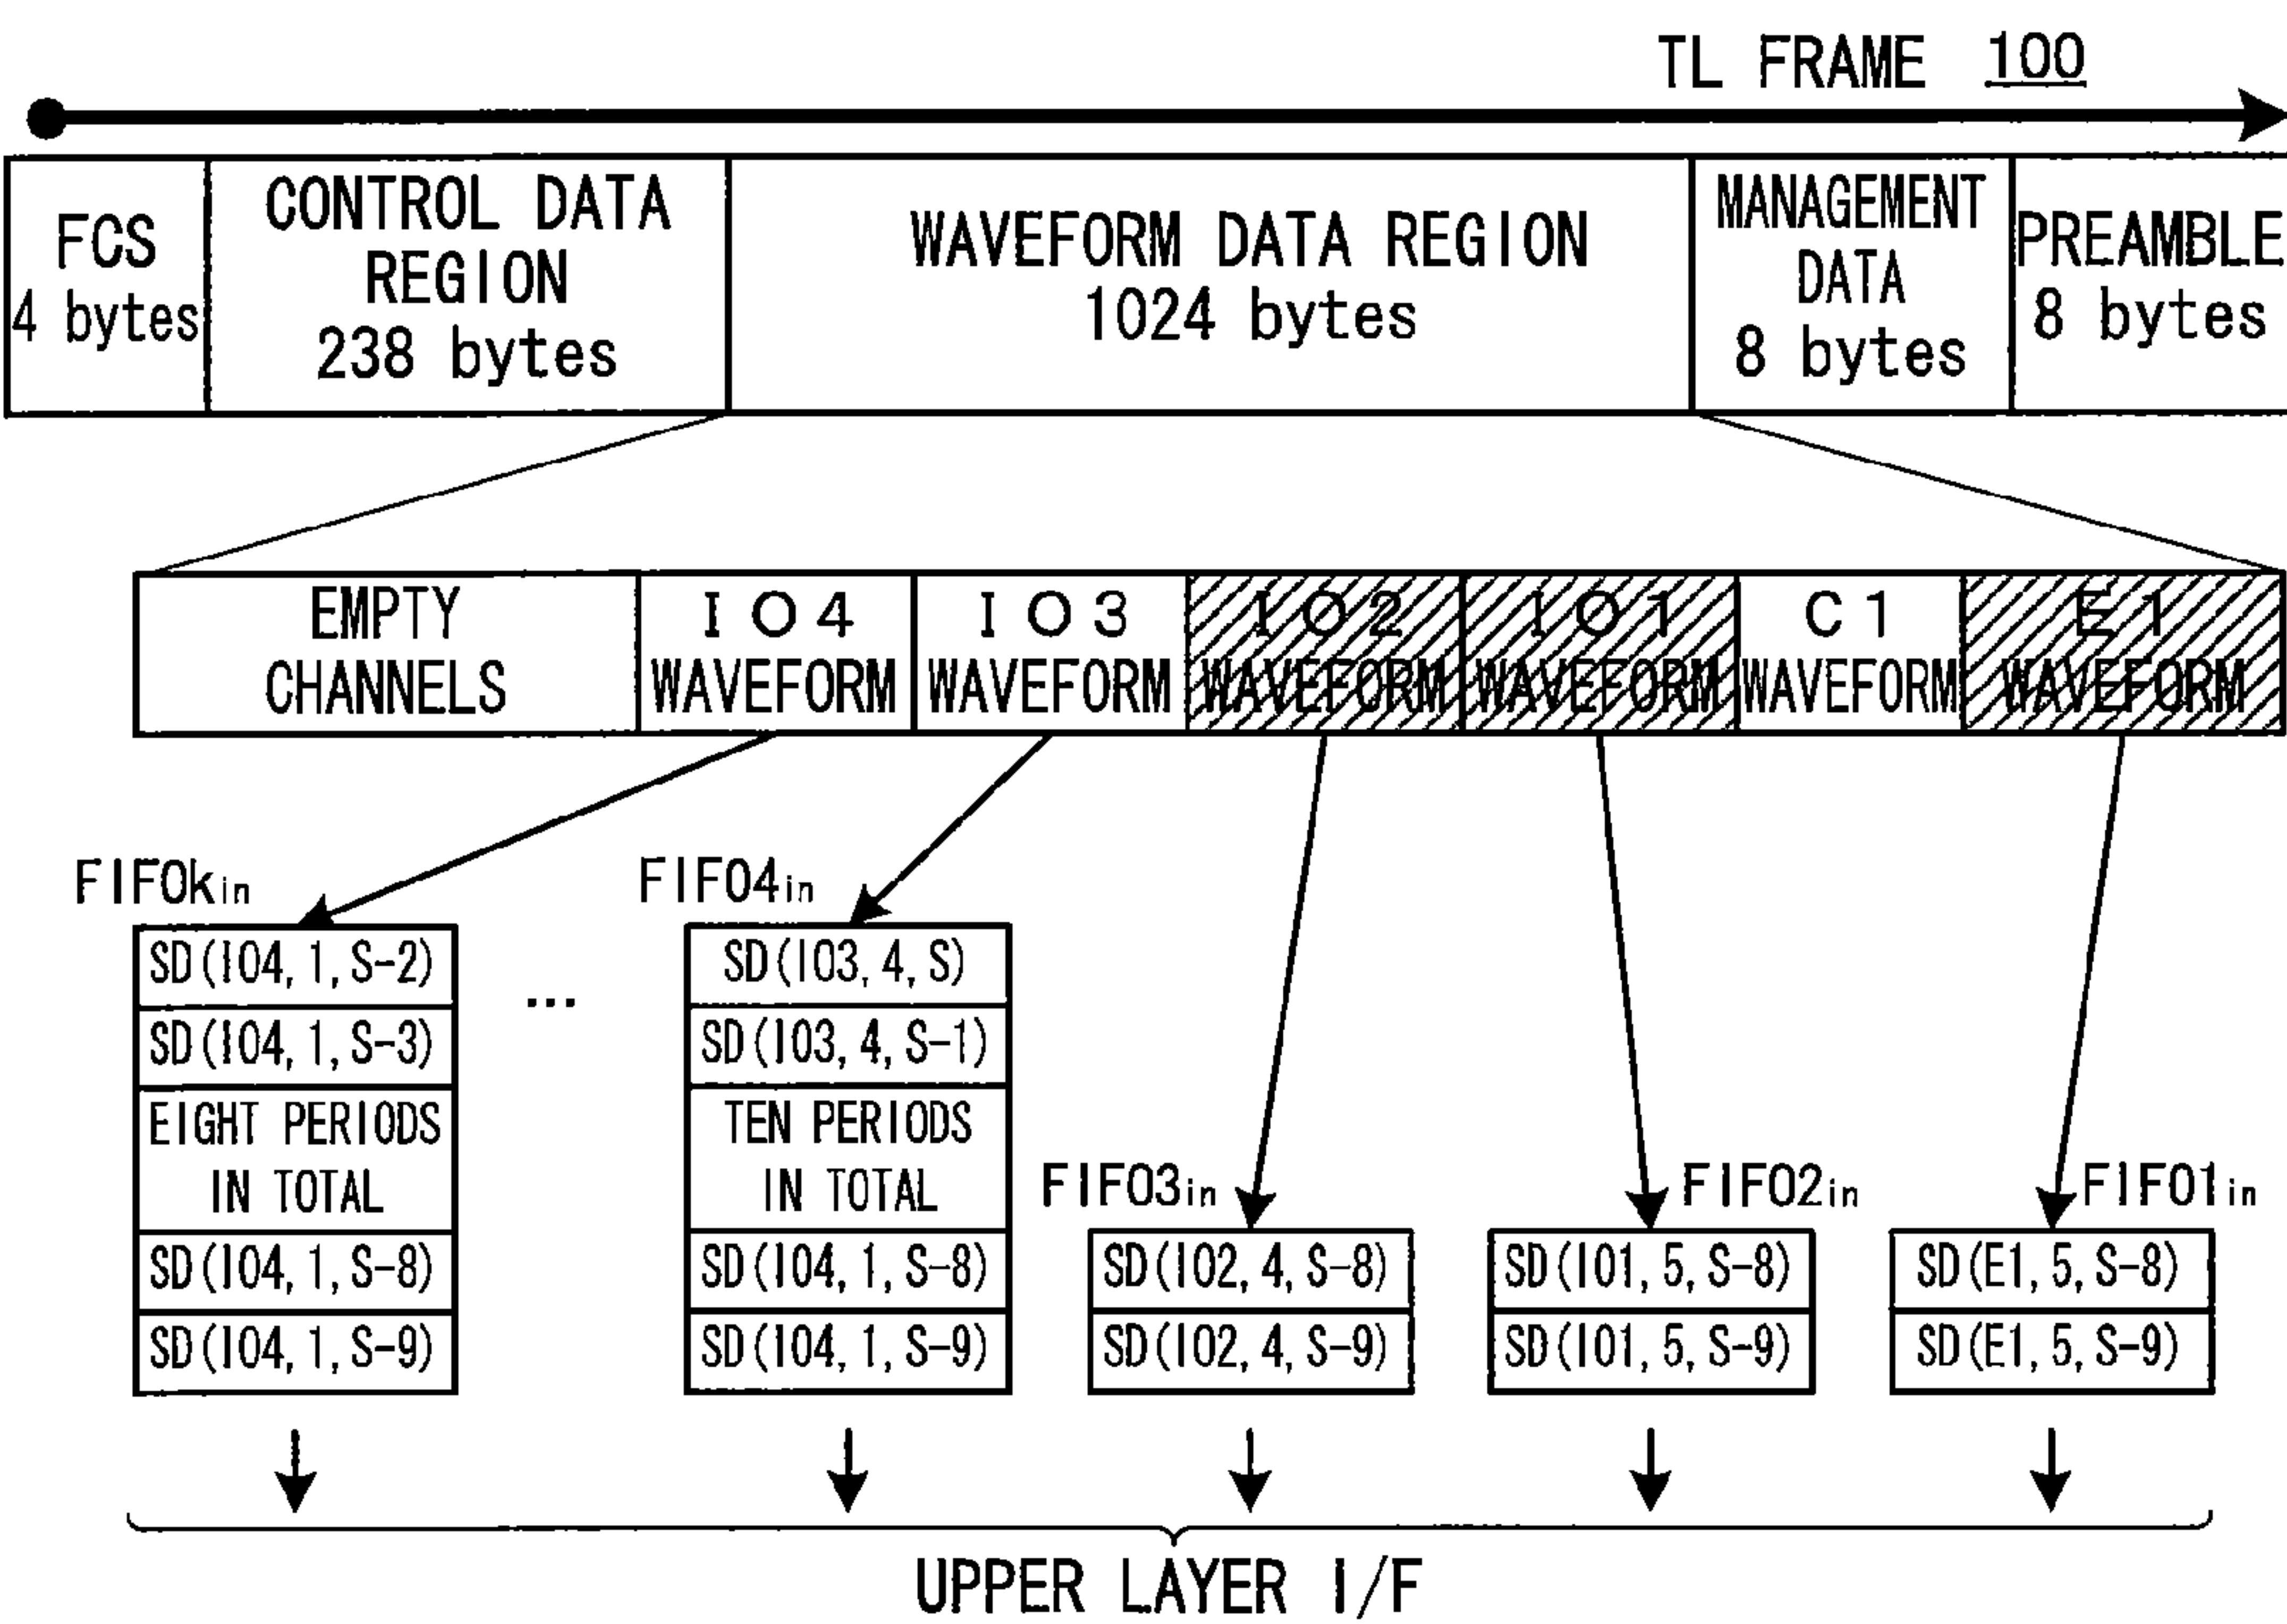 TL FRAME 100
FCS
4 bytes
CONTROL DATA
REGION
238 bytes
WAVEFORM DATA REGION
1024 bytes
MANAGEMENT
DATA
8 bytes
PREAMBLE
8 bytes
EMPTY
CHANNELS
IO4
WAVEFORM
IO3
WAVEFORM
IO2
WAVEFORM
IO1
WAVEFORM
C1
WAVEFORM
E1
WAVEFORM
FIFOkin
SD(IO4, 1, S-2)
SD(IO4, 1, S-3)
EIGHT PERIODS
IN TOTAL
SD(IO4, 1, S-8)
SD(IO4, 1, S-9)
...
FIFO4in
SD(IO3, 4, S)
SD(IO3, 4, S-1)
TEN PERIODS
IN TOTAL
SD(IO4, 1, S-8)
SD(IO4, 1, S-9)
FIFO3in
SD(IO2, 4, S-8)
SD(IO2, 4, S-9)
FIFO2in
SD(IO1, 5, S-8)
SD(IO1, 5, S-9)
FIFO1in
SD(E1, 5, S-8)
SD(E1, 5, S-9)
UPPER LAYER I/F